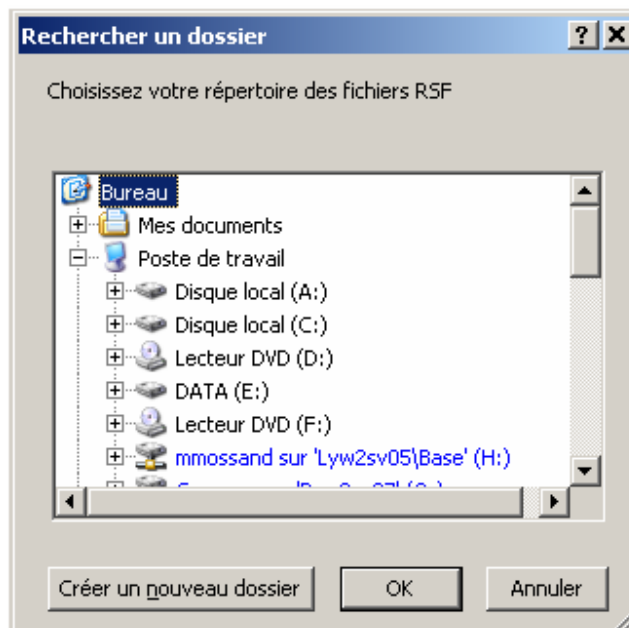 Rechercher un dossier
Choisissez votre répertoire des fichiers RSF
Bureau
Mes documents
Poste de travail
Disque local (A:)
Disque local (C:)
Lecteur DVD (D:)
DATA (E:)
Lecteur DVD (F:)
mmossand sur 'Lyw2sv05\Base' (H:)
Créer un nouveau dossier OK Annuler